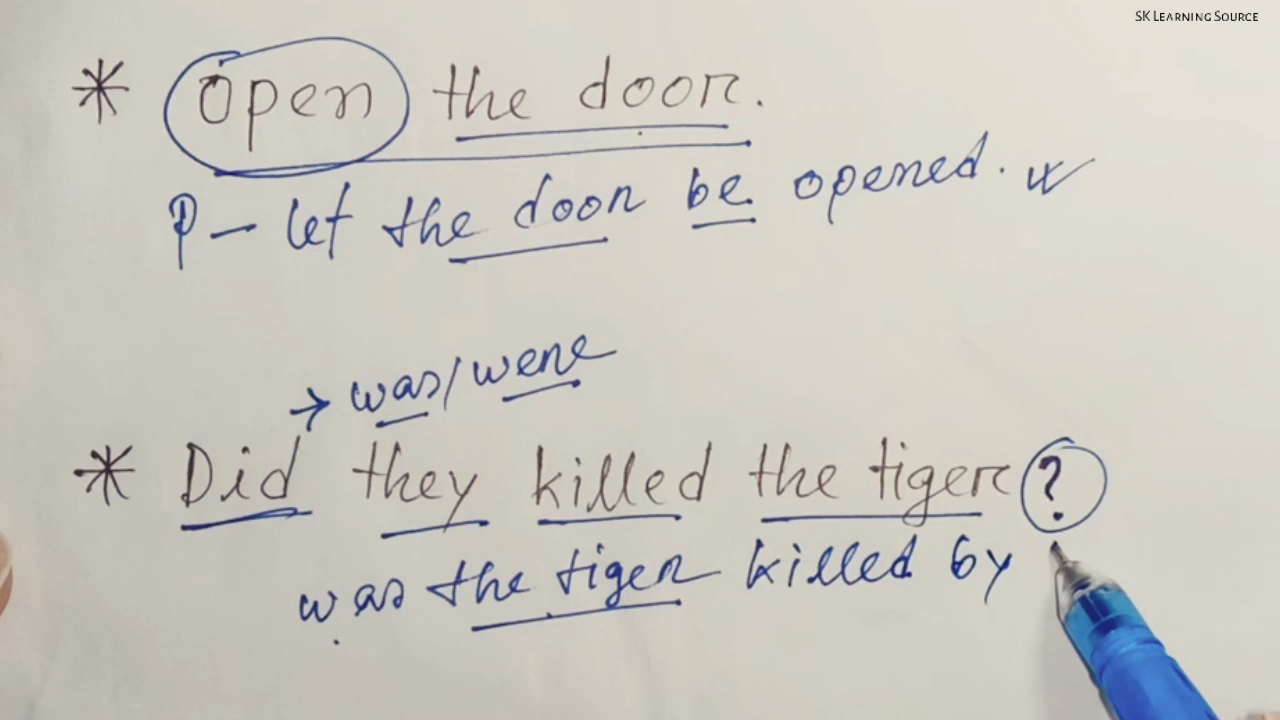 SK LEARNING SOURCE
* Open the door.
P - let the door be opened. ✓
→ was/were
* Did they killed the tiger ?
was the tiger killed by